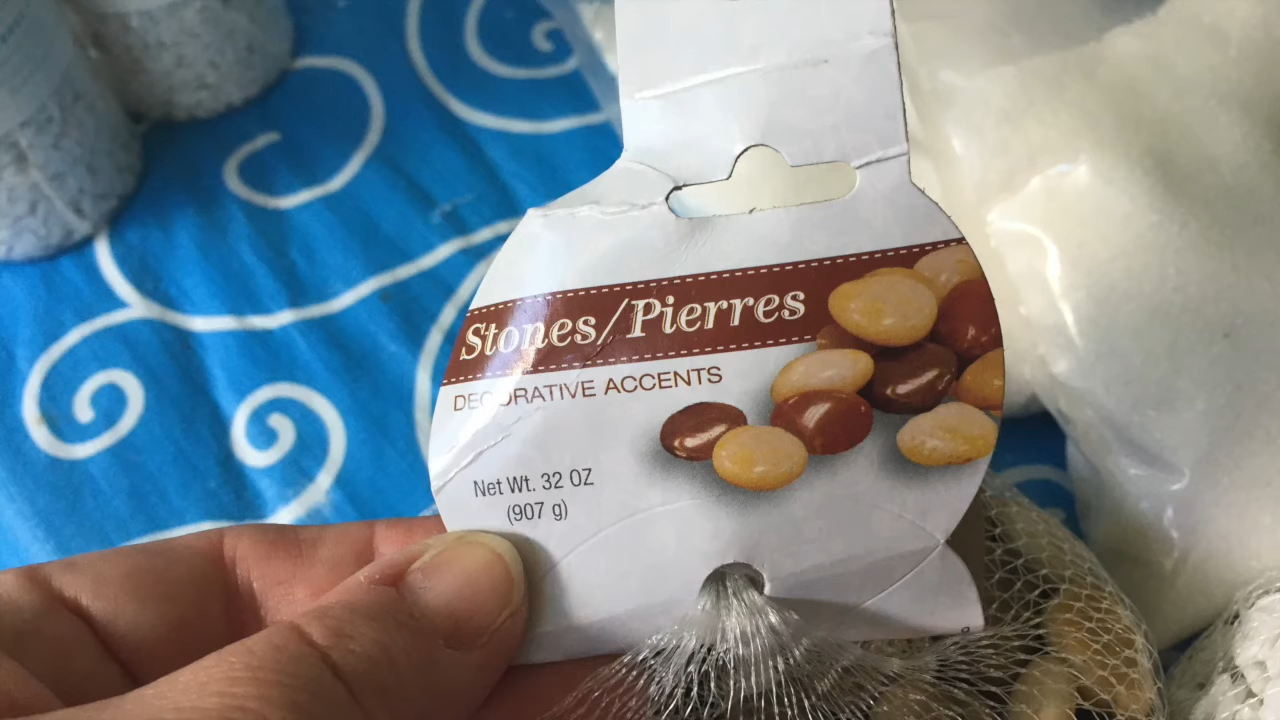 Stones/Pierres
DECORATIVE ACCENTS
Net Wt. 32 OZ
(907 g)